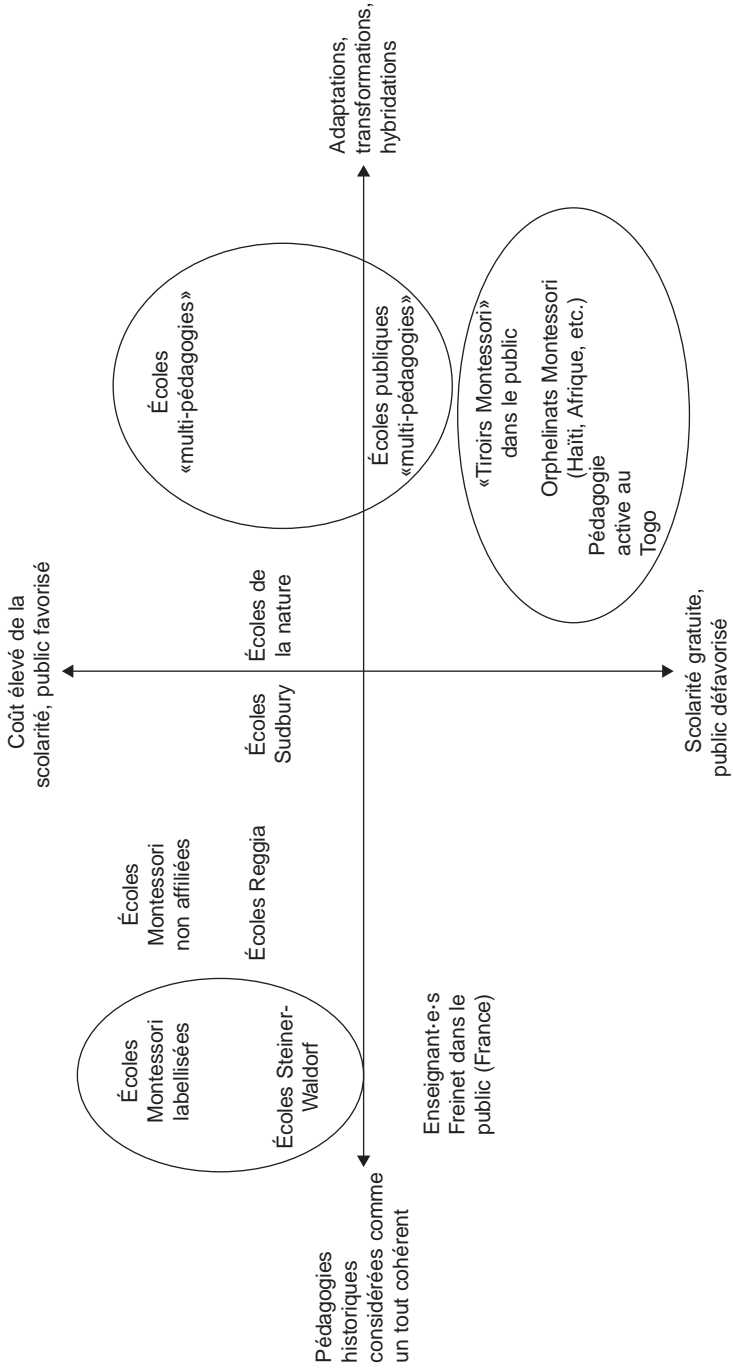 Coût élevé de la
scolarité, public favorisé
École
«multi-pédagogies»
Écoles
Montessori
labellisées
Écoles
Montessori
non affiliées
Écoles Steiner-
Waldorf
Écoles Reggia
Écoles
Sudbury
Écoles de
la nature
Pédagogies
historiques
considérées comme
un tout cohérent
Adaptations,
transformations,
hybridations
Écoles publiques
«multi-pédagogies»
Enseignant·e·s
Freinet dans le
public (France)
«Tiroirs Montessori»
dans le public
Orphelinats Montessori
(Haïti, Afrique, etc.)
Pédagogie
active au
Togo
Scolarité gratuite,
public défavorisé